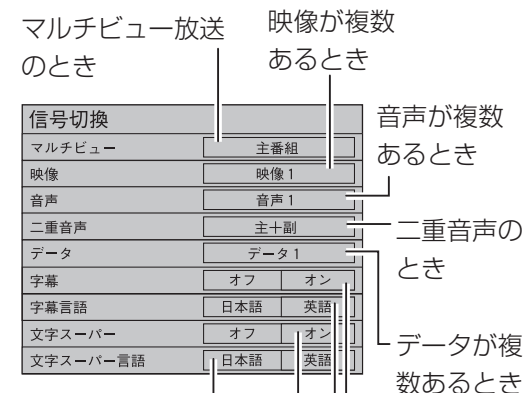 マルチビュー放送
のとき
映像が複数
あるとき
信号切換
マルチビュー 主番組
映像 映像1
音声 音声1
二重音声 主＋副
データ データ1
字幕 オフ オン
字幕言語 日本語 英語
文字スーパー オフ オン
文字スーパー言語 日本語 英語
音声が複数
あるとき
二重音声の
とき
データが複
数あるとき